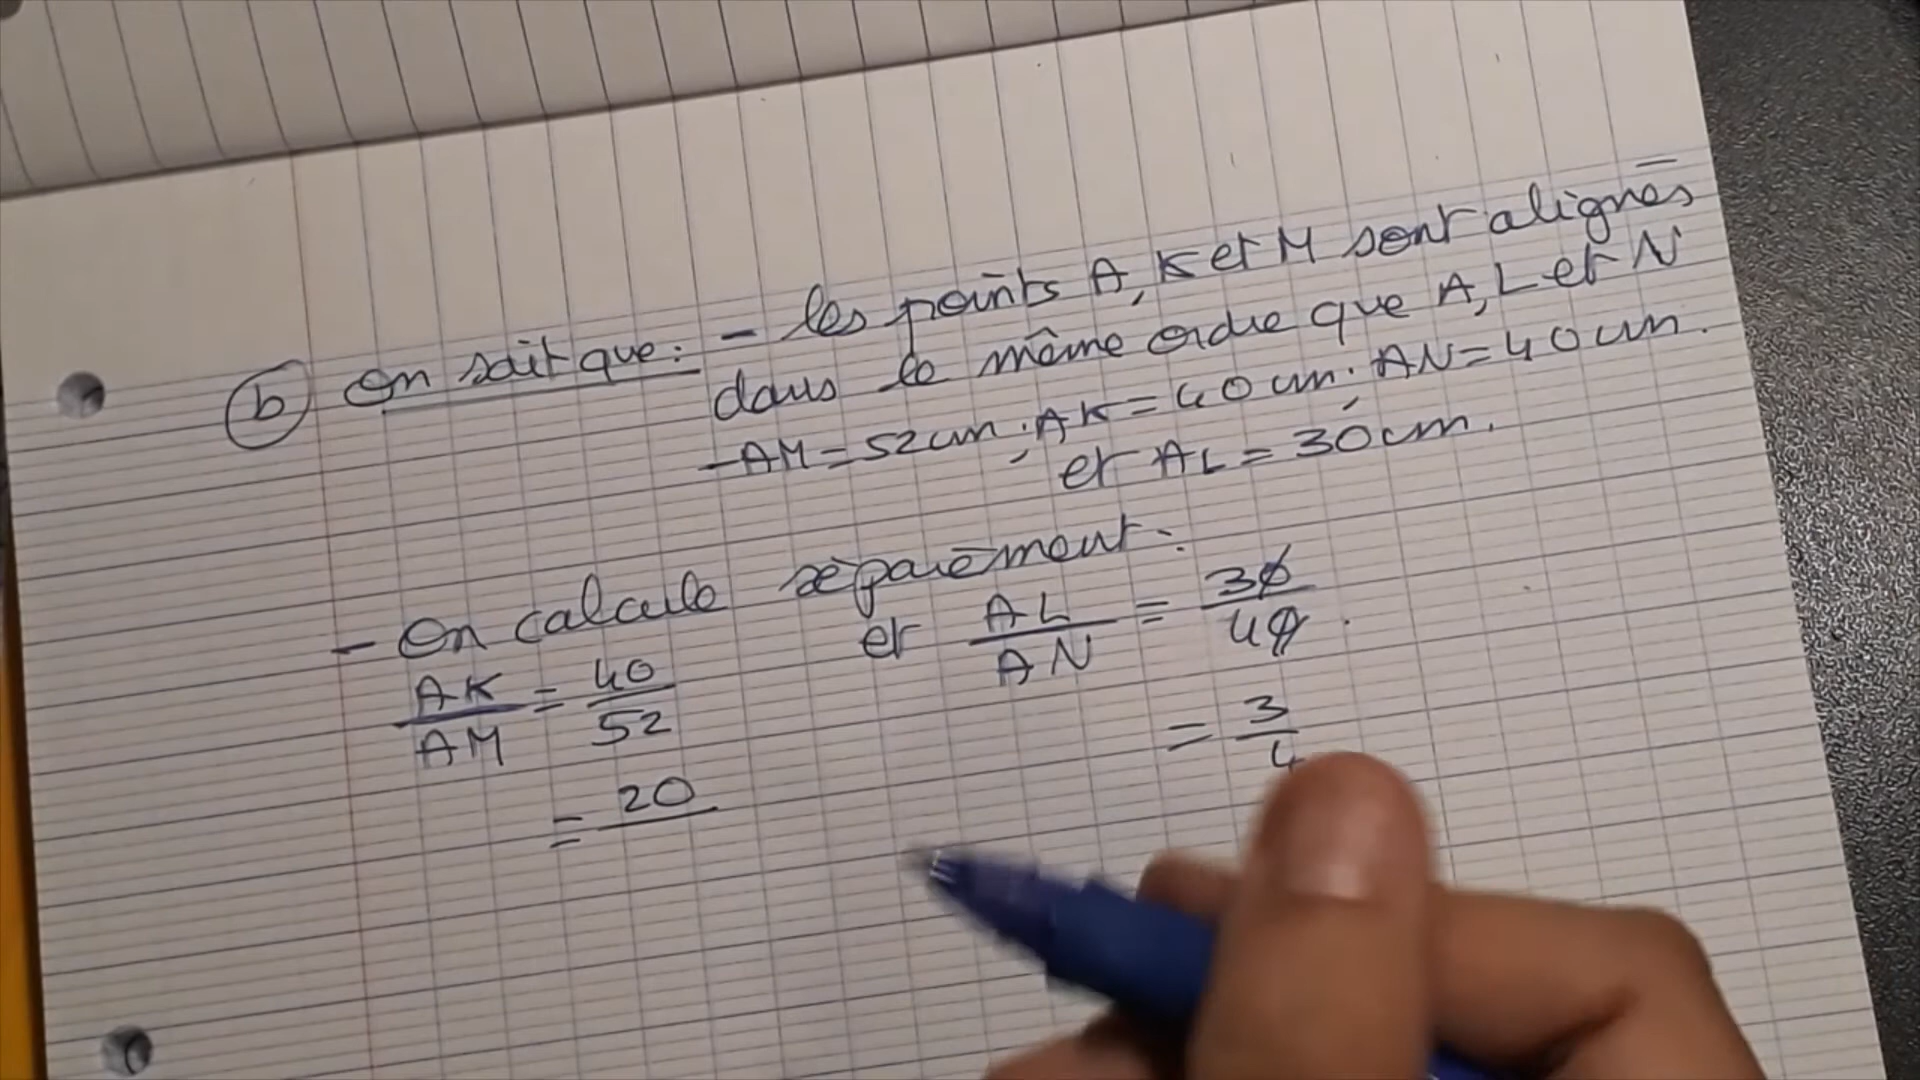 b On sait que : - les points A, K et M sont alignés
dans le même ordre que A, L et N
- AM = 52 cm ; AK = 40 cm ; AN = 40 cm.
et AL = 30 cm.
- On calcule séparément :
AK/AM = 40/52 et AL/AN = 30/40.
= 20 = 3/4